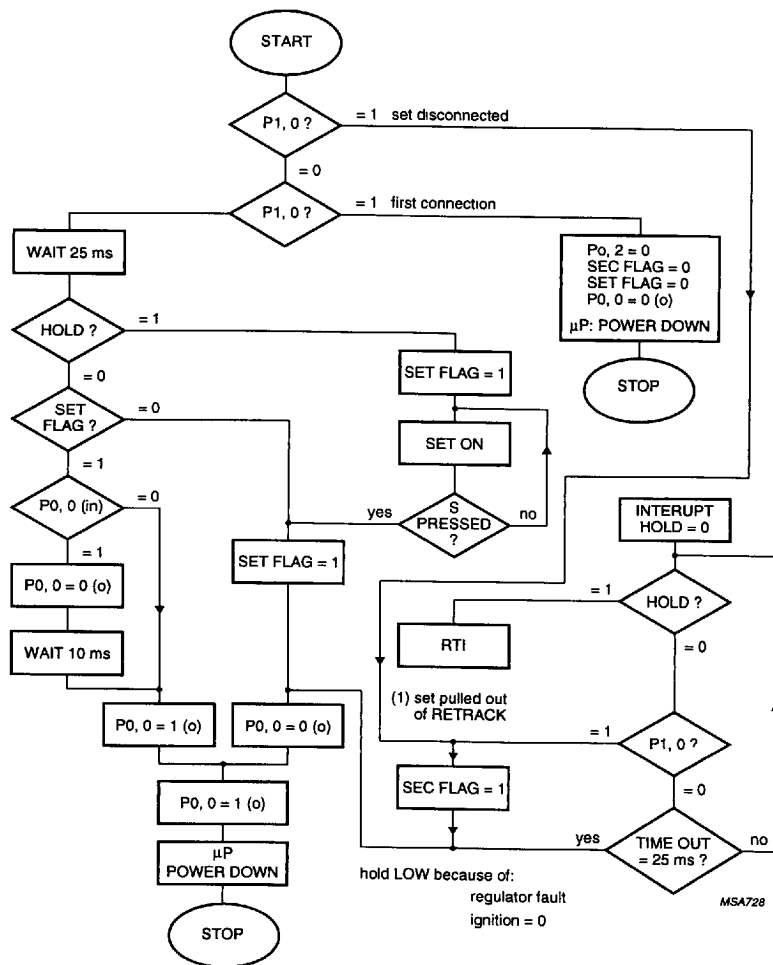 START
P1, 0 ?
= 1 set disconnected
= 0
P1, 0 ?
= 1 first connection
WAIT 25 ms
Po, 2 = 0
SEC FLAG = 0
SET FLAG = 0
P0, 0 = 0 (o)
µP: POWER DOWN
STOP
HOLD ?
= 1
= 0
SET FLAG = 1
SET
FLAG ?
= 0
= 1
SET ON
S
PRESSED
?
yes
no
P0, 0 (in)
= 0
= 1
SET FLAG = 1
P0, 0 = 0 (o)
WAIT 10 ms
INTERUPT
HOLD = 0
HOLD ?
= 1
= 0
RTI
(1) set pulled out
of RETRACK
P0, 0 = 1 (o)
P0, 0 = 0 (o)
P1, 0 ?
= 1
= 0
SEC FLAG = 1
P0, 0 = 1 (o)
TIME OUT
= 25 ms ?
yes
no
µP
POWER DOWN
hold LOW because of:
regulator fault
ignition = 0
STOP
MSA728